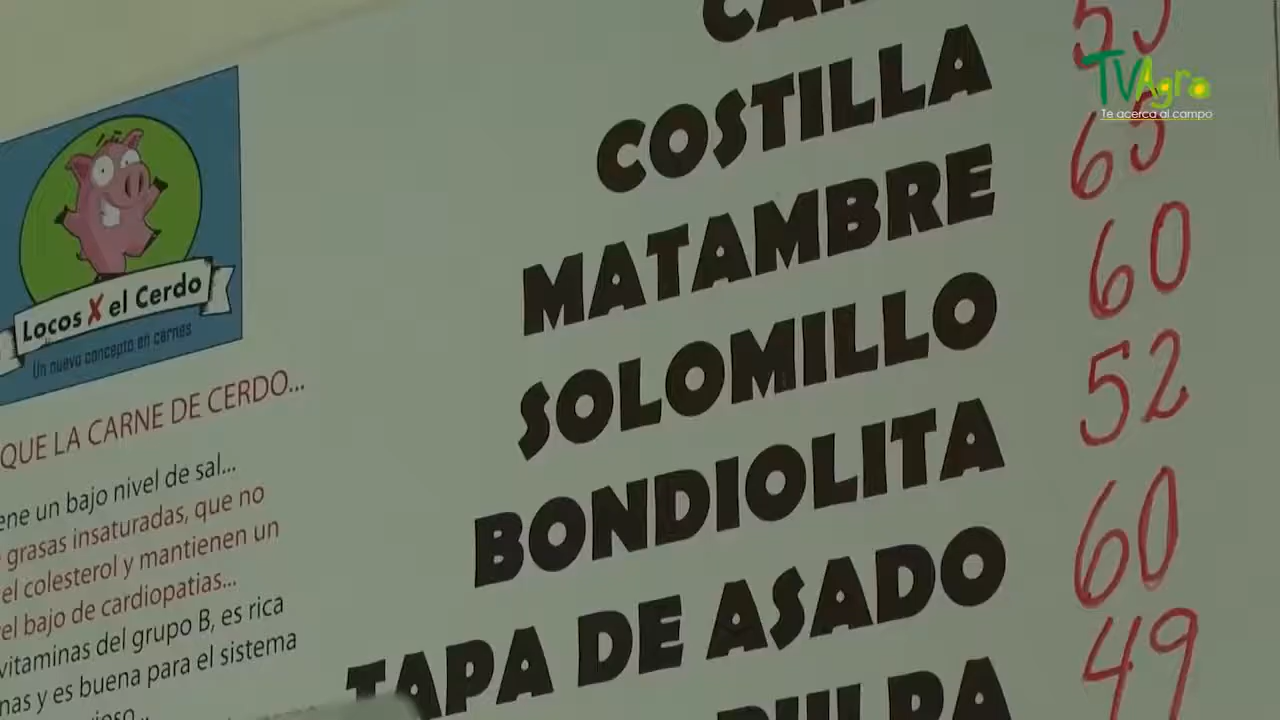 COSTILLA
MATAMBRE 65
SOLOMILLO 60
BONDIOLITA 52
TAPA DE ASADO 60
PULPA 49
TVAgro
Te acerca al campo
Locos X el Cerdo
Un nuevo concepto en carnes
QUE LA CARNE DE CERDO...
ene un bajo nivel de sal...
grasas insaturadas, que no
el colesterol y mantienen un
el bajo de cardiopatias...
vitaminas del grupo B, es rica
nas y es buena para el sistema